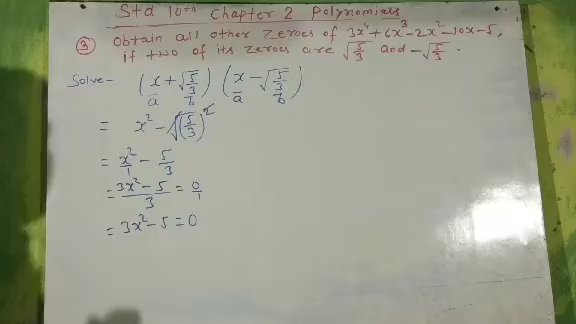 Std 10th Chapter 2 Polynomials
③ Obtain all other zeroes of 3x⁴+6x³-2x²-10x-5,
if two of its zeroes are √(5/3) and -√(5/3).
Solve- (x + √(5/3)) (x - √(5/3))
a b a b
= x² - (√(5/3))²
= x²/1 - 5/3
= (3x² - 5)/3 = 0/1
= 3x² - 5 = 0